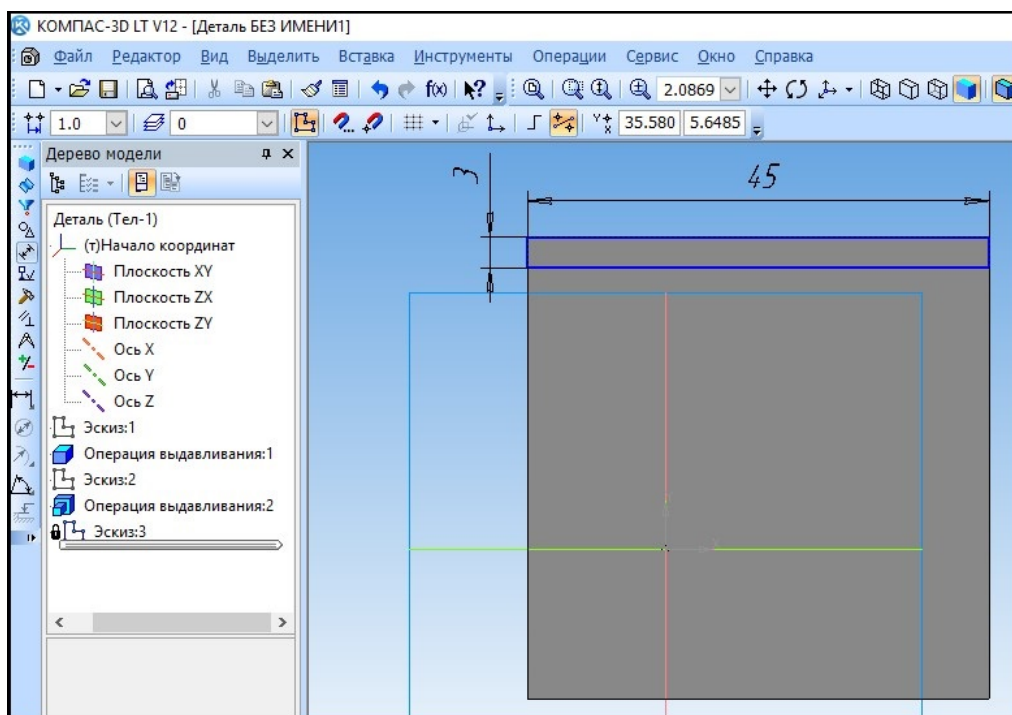 КОМПАС-3D LT V12 - [Деталь БЕЗ ИМЕНИ1]
Файл Редактор Вид Выделить Вставка Инструменты Операции Сервис Окно Справка
f(x) 2.0869
1.0 0 35.580 5.6485
Дерево модели
Деталь (Тел-1)
(т)Начало координат
Плоскость XY
Плоскость ZX
Плоскость ZY
Ось X
Ось Y
Ось Z
Эскиз:1
Операция выдавливания:1
Эскиз:2
Операция выдавливания:2
Эскиз:3
3
45